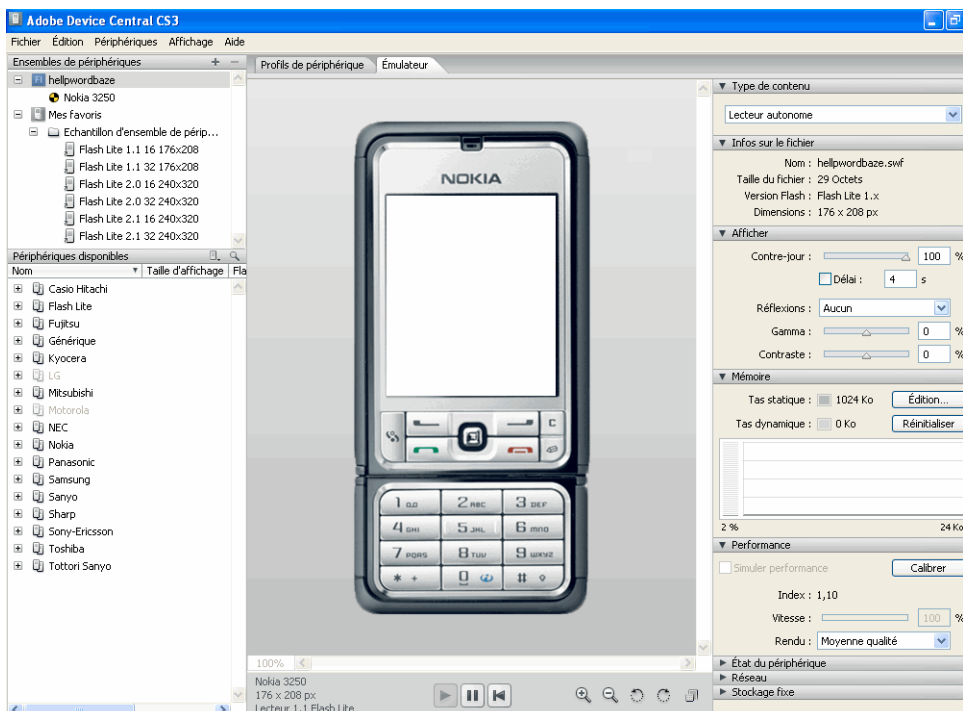 Adobe Device Central CS3
Fichier Édition Périphériques Affichage Aide
Ensembles de périphériques
hellpwordbaze
Nokia 3250
Mes favoris
Echantillon d'ensemble de périp...
Flash Lite 1.1 16 176x208
Flash Lite 1.1 32 176x208
Flash Lite 2.0 16 240x320
Flash Lite 2.0 32 240x320
Flash Lite 2.1 16 240x320
Flash Lite 2.1 32 240x320
Périphériques disponibles
Nom Taille d'affichage Fla
Casio Hitachi
Flash Lite
Fujitsu
Générique
Kyocera
LG
Mitsubishi
Motorola
NEC
Nokia
Panasonic
Samsung
Sanyo
Sharp
Sony-Ericsson
Toshiba
Tottori Sanyo
Profils de périphérique Émulateur
NOKIA
C
1 2 ABC 3 DEF
4 GHI 5 JKL 6 mno
7 PQRS 8 TUV 9 WXYZ
* + 0 #
100%
Nokia 3250
176 x 208 px
Lecteur 1.1 Flash Lite
Type de contenu
Lecteur autonome
Infos sur le fichier
Nom : hellpwordbaze.swf
Taille du fichier : 29 Octets
Version Flash : Flash Lite 1.x
Dimensions : 176 x 208 px
Afficher
Contre-jour : 100 %
Délai : 4 s
Réflexions : Aucun
Gamma : 0 %
Contraste : 0 %
Mémoire
Tas statique : 1024 Ko Édition...
Tas dynamique : 0 Ko Réinitialiser
2 % 24 Ko
Performance
Simuler performance Calibrer
Index : 1,10
Vitesse : 100 %
Rendu : Moyenne qualité
État du périphérique
Réseau
Stockage fixe